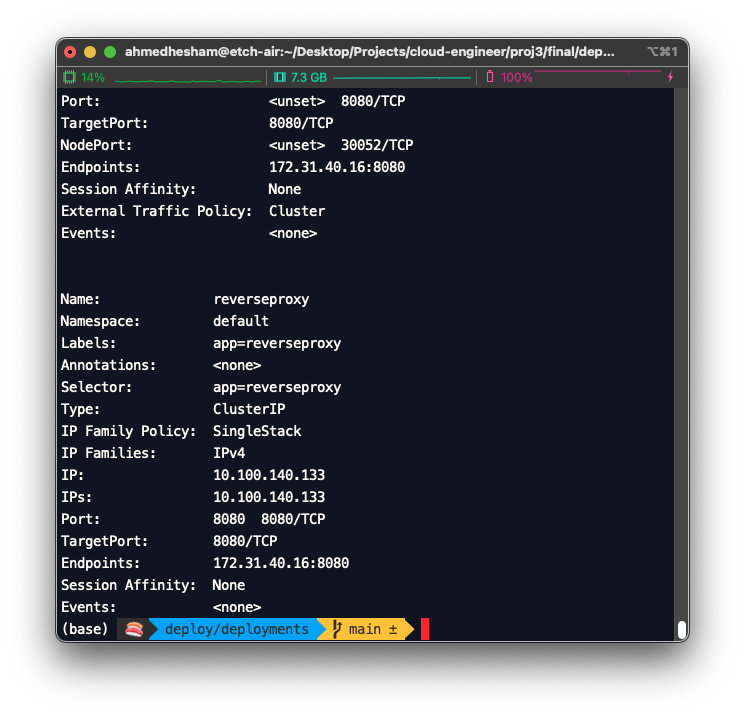 ahmedhesham@etch-air:~/Desktop/Projects/cloud-engineer/proj3/final/dep... ⌥⌘1
14% 7.3 GB 100%
Port: <unset> 8080/TCP
TargetPort: 8080/TCP
NodePort: <unset> 30052/TCP
Endpoints: 172.31.40.16:8080
Session Affinity: None
External Traffic Policy: Cluster
Events: <none>
Name: reverseproxy
Namespace: default
Labels: app=reverseproxy
Annotations: <none>
Selector: app=reverseproxy
Type: ClusterIP
IP Family Policy: SingleStack
IP Families: IPv4
IP: 10.100.140.133
IPs: 10.100.140.133
Port: 8080 8080/TCP
TargetPort: 8080/TCP
Endpoints: 172.31.40.16:8080
Session Affinity: None
Events: <none>
(base) deploy/deployments main ±